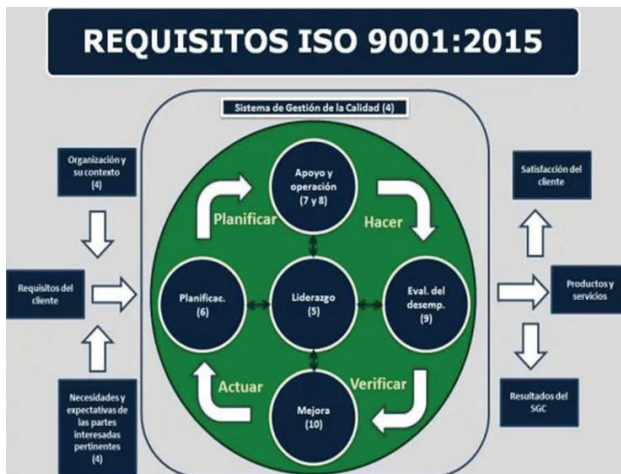 REQUISITOS ISO 9001:2015
Sistema de Gestión de la Calidad (4)
Organización y
su contexto
(4)
Requisitos del
cliente
Necesidades y
expectativas de
las partes
interesadas
pertinentes
(4)
Apoyo y
operación
(7 y 8)
Planificar
Hacer
Planificac.
(6)
Liderazgo
(5)
Eval. del
desemp.
(9)
Actuar
Verificar
Mejora
(10)
Satisfacción del
cliente
Productos y
servicios
Resultados del
SGC